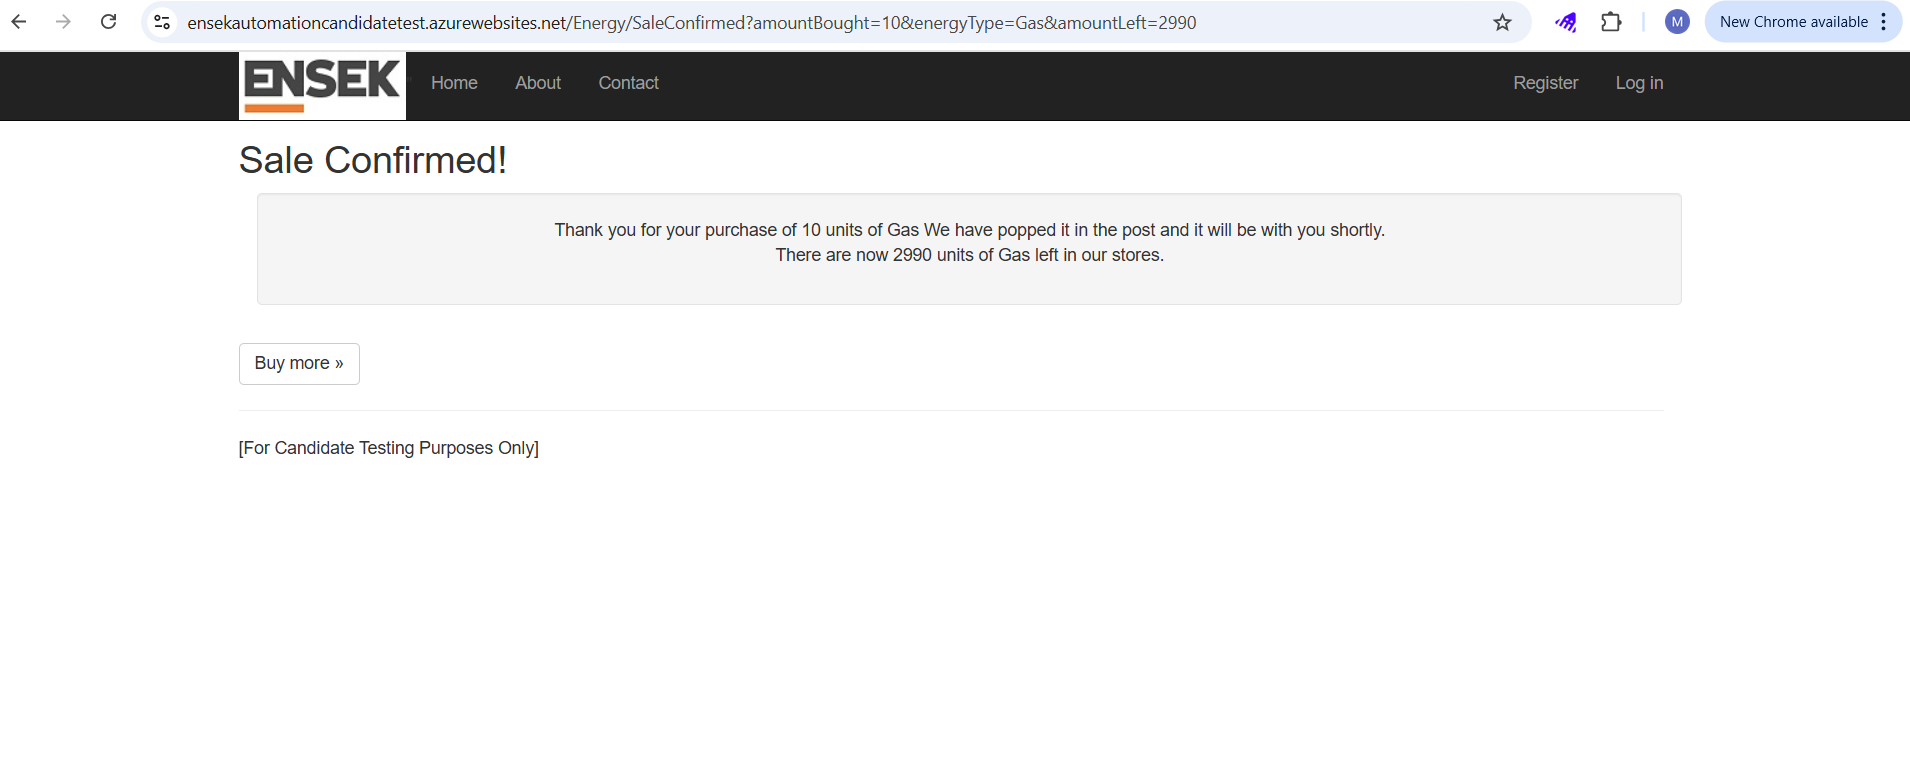 ensekautomationcandidatetest.azurewebsites.net/Energy/SaleConfirmed?amountBought=10&energyType=Gas&amountLeft=2990
M
New Chrome available
ENSEK
Home
About
Contact
Register
Log in
Sale Confirmed!
Thank you for your purchase of 10 units of Gas We have popped it in the post and it will be with you shortly.
There are now 2990 units of Gas left in our stores.
Buy more »
[For Candidate Testing Purposes Only]